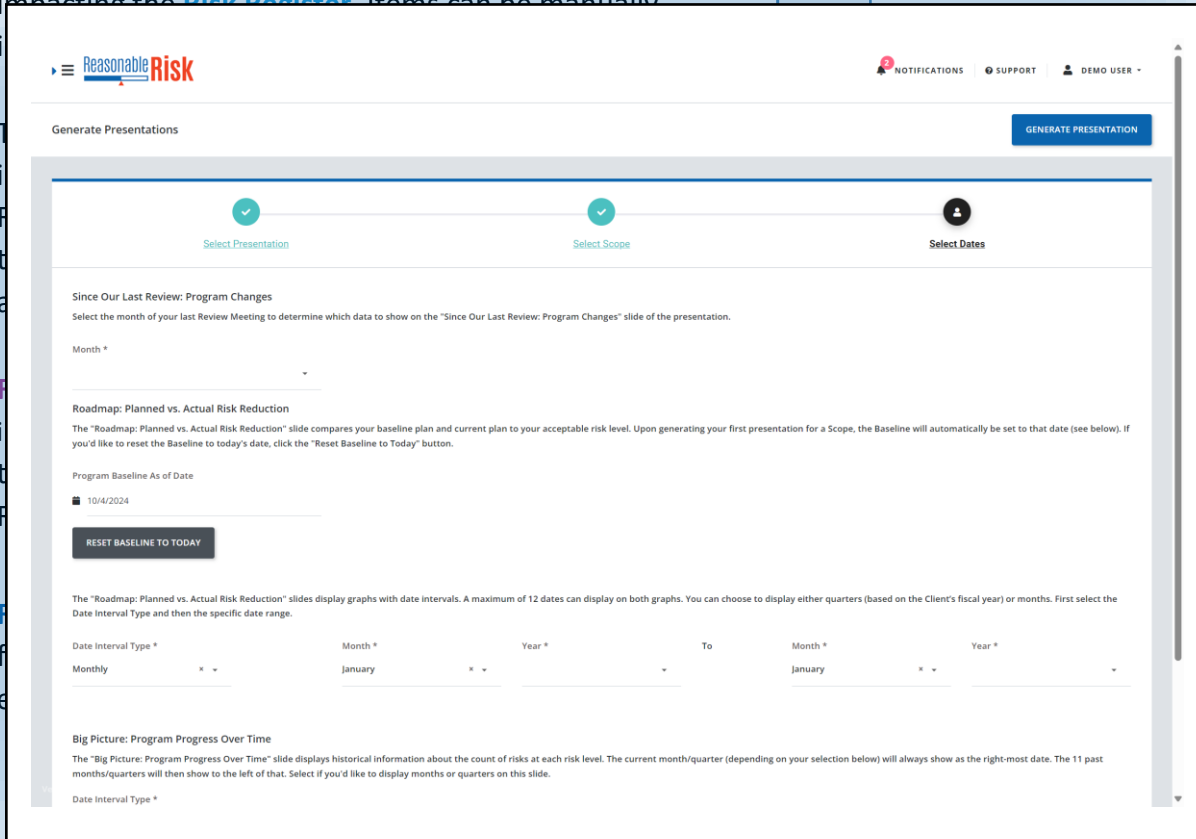 impacting the Risk Register. Items can be manually
Reasonable Risk
2
NOTIFICATIONS
SUPPORT
DEMO USER
Generate Presentations
GENERATE PRESENTATION
Select Presentation
Select Scope
Select Dates
Since Our Last Review: Program Changes
Select the month of your last Review Meeting to determine which data to show on the "Since Our Last Review: Program Changes" slide of the presentation.
Month *
Roadmap: Planned vs. Actual Risk Reduction
The "Roadmap: Planned vs. Actual Risk Reduction" slide compares your baseline plan and current plan to your acceptable risk level. Upon generating your first presentation for a Scope, the Baseline will automatically be set to that date (see below). If
you'd like to reset the Baseline to today's date, click the "Reset Baseline to Today" button.
Program Baseline As of Date
10/4/2024
RESET BASELINE TO TODAY
The "Roadmap: Planned vs. Actual Risk Reduction" slides display graphs with date intervals. A maximum of 12 dates can display on both graphs. You can choose to display either quarters (based on the Client's fiscal year) or months. First select the
Date Interval Type and then the specific date range.
Date Interval Type * Month * Year * To Month * Year *
Monthly × January × January ×
Big Picture: Program Progress Over Time
The "Big Picture: Program Progress Over Time" slide displays historical information about the count of risks at each risk level. The current month/quarter (depending on your selection below) will always show as the right-most date. The 11 past
months/quarters will then show to the left of that. Select if you'd like to display months or quarters on this slide.
Date Interval Type *